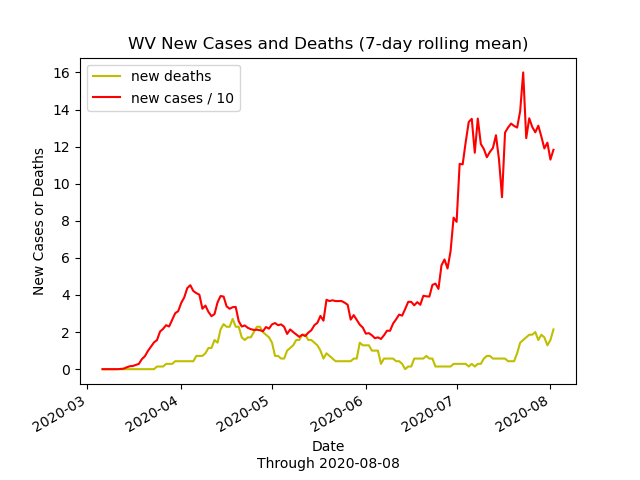 WV New Cases and Deaths (7-day rolling mean)
new deaths
new cases / 10
16
14
12
10
8
6
4
2
0
New Cases or Deaths
2020-03
2020-04
2020-05
2020-06
2020-07
2020-08
Date
Through 2020-08-08